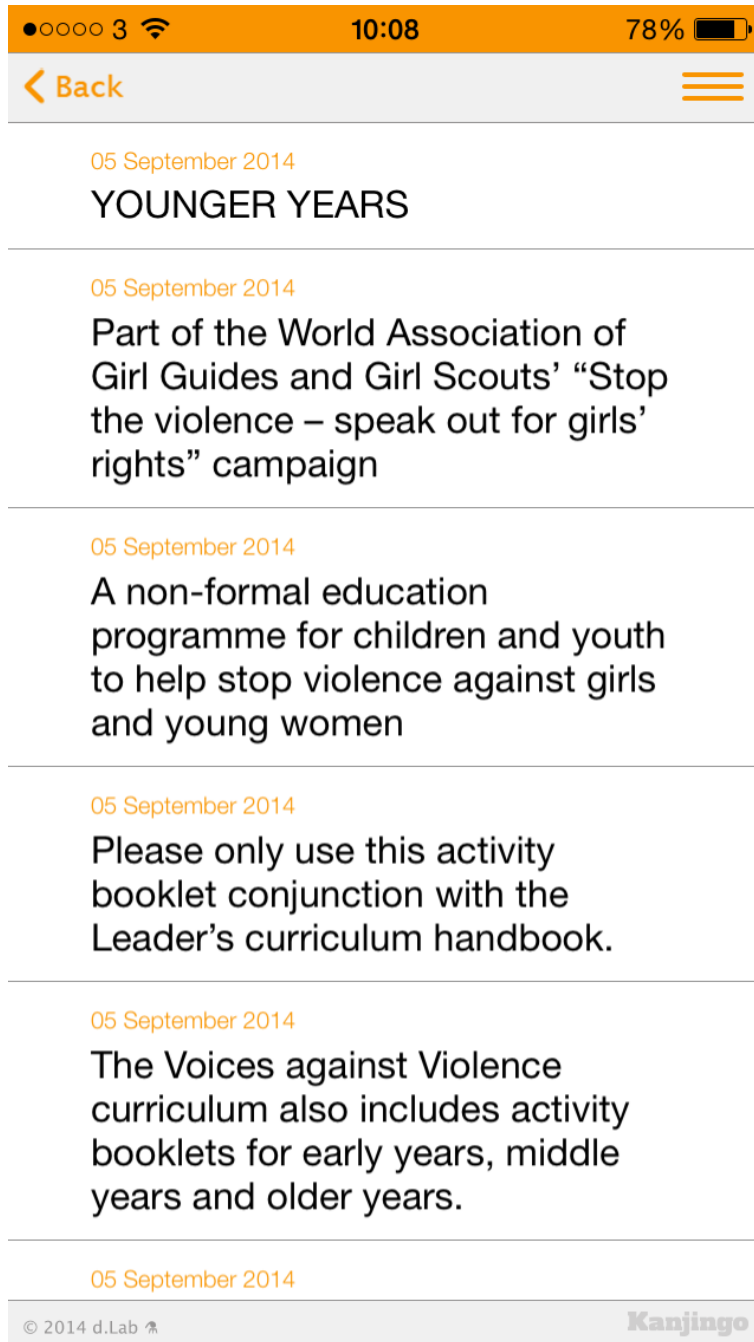 3
10:08
78%
Back
05 September 2014
YOUNGER YEARS
05 September 2014
Part of the World Association of
Girl Guides and Girl Scouts’ “Stop
the violence – speak out for girls’
rights” campaign
05 September 2014
A non-formal education
programme for children and youth
to help stop violence against girls
and young women
05 September 2014
Please only use this activity
booklet conjunction with the
Leader’s curriculum handbook.
05 September 2014
The Voices against Violence
curriculum also includes activity
booklets for early years, middle
years and older years.
05 September 2014
© 2014 d.Lab
Kanjingo